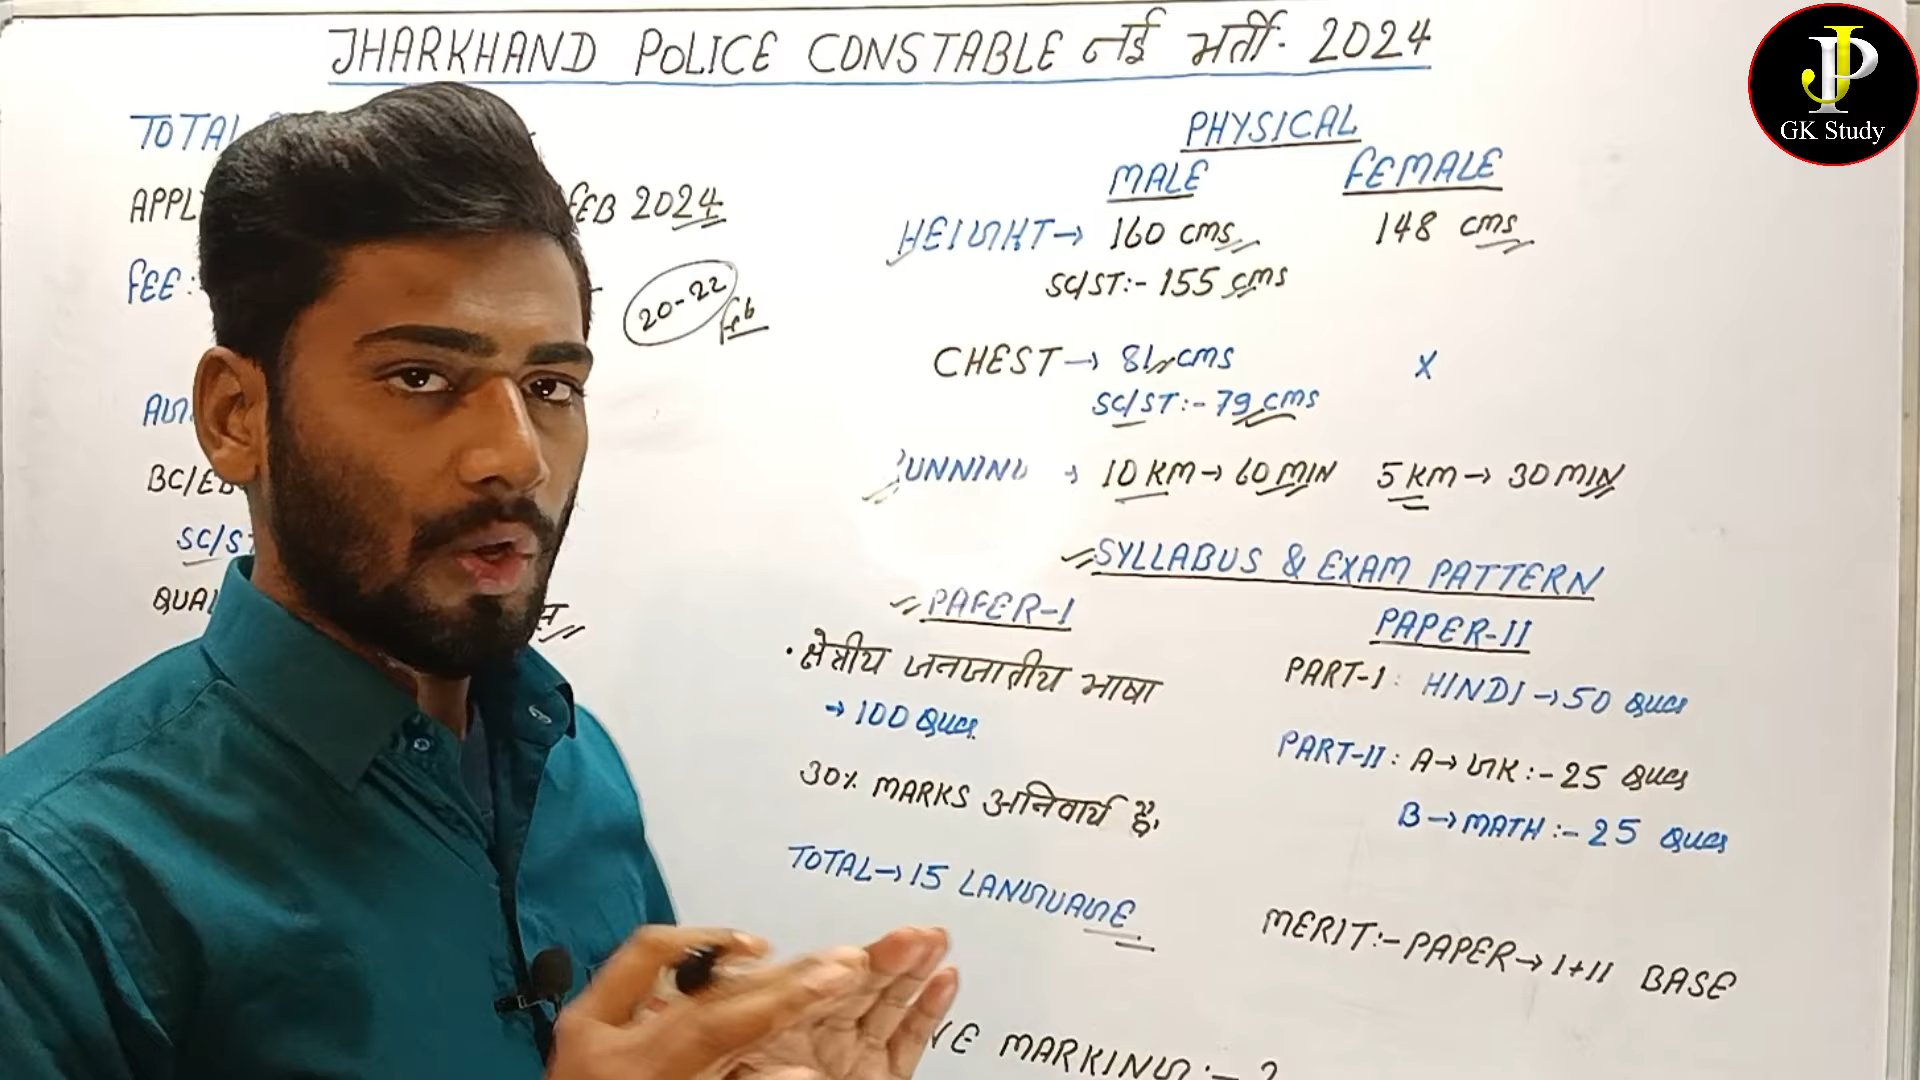 JHARKHAND POLICE CONSTABLE नई भर्ती - 2024
JP
GK Study
TOTAL
APPLY FEB 2024
FEE :
20-22
Feb
BC/EB
SC/ST
PHYSICAL
MALE FEMALE
HEIGHT → 160 cms 148 cms
SC/ST:- 155 cms
CHEST → 81 cms X
SC/ST:- 79 cms
RUNNING → 10 KM → 60 MIN 5 KM → 30 MIN
SYLLABUS & EXAM PATTERN
PAPER-I
• क्षेत्रीय जनजातीय भाषा
→ 100 Ques
30% MARKS अनिवार्य है,
TOTAL → 15 LANGUAGE
PAPER-II
PART-I : HINDI → 50 Ques
PART-II : A → GK :- 25 Ques
B → MATH :- 25 Ques
MERIT:- PAPER → I+II BASE
VE MARKING :- ?